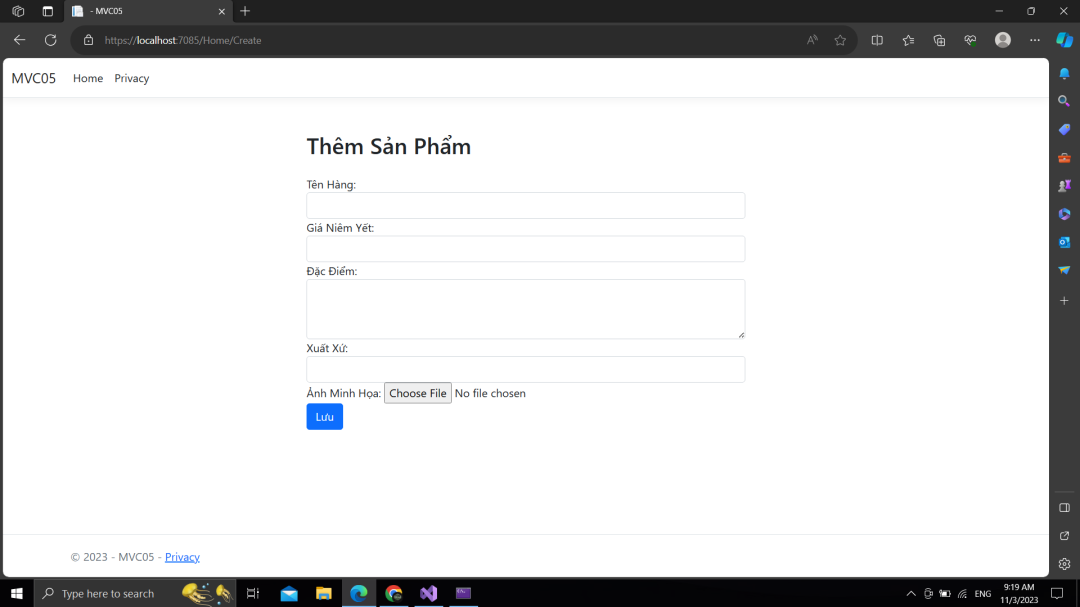 - MVC05
https://localhost:7085/Home/Create
MVC05 Home Privacy
Thêm Sản Phẩm
Tên Hàng:
Giá Niêm Yết:
Đặc Điểm:
Xuất Xứ:
Ảnh Minh Họa: Choose File No file chosen
Lưu
© 2023 - MVC05 - Privacy
Type here to search
ENG
9:19 AM
11/3/2023